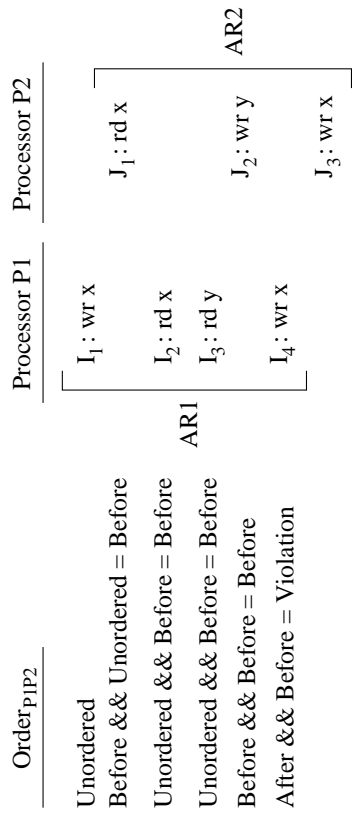 Order_P1P2 Processor P1 Processor P2
Unordered I_1 : wr x
Before && Unordered = Before J_1 : rd x
Unordered && Before = Before I_2 : rd x
Unordered && Before = Before I_3 : rd y
Before && Before = Before J_2 : wr y
After && Before = Violation I_4 : wr x
J_3 : wr x
AR1
AR2